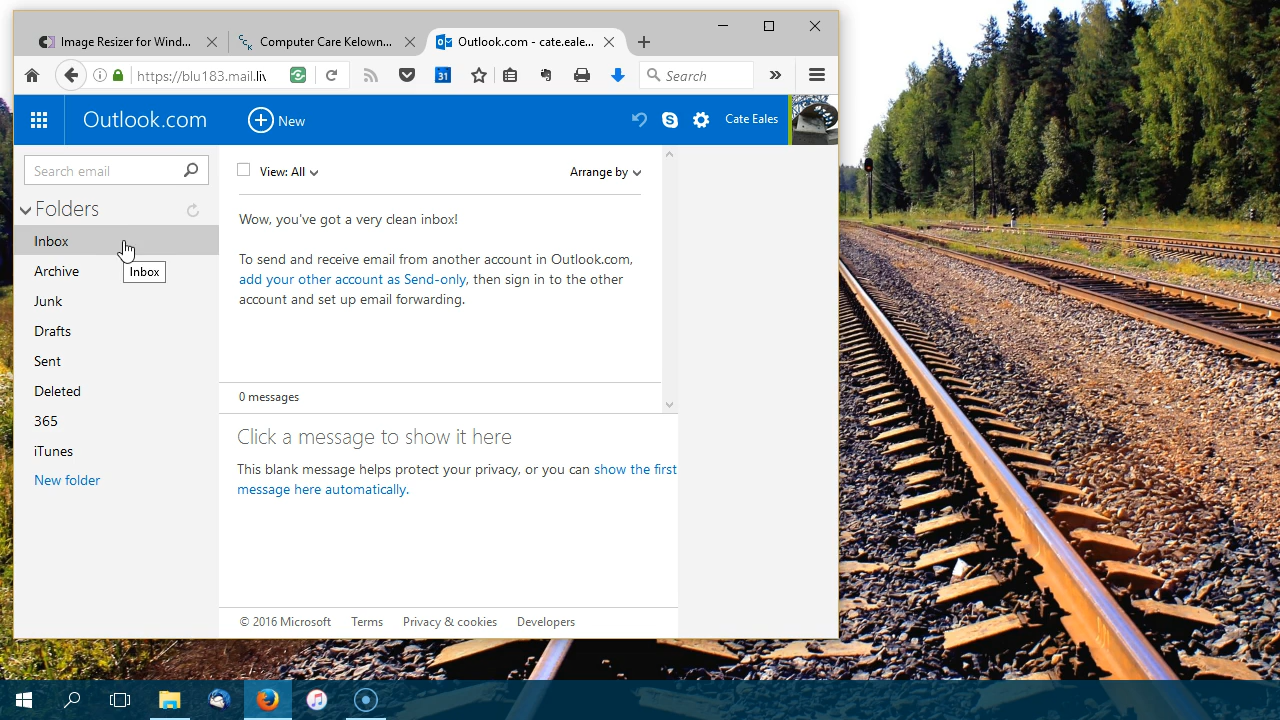 Image Resizer for Wind...
Computer Care Kelown...
Outlook.com - cate.eale...
https://blu183.mail.liv
31
Search
Outlook.com
New
Cate Eales
Search email
View: All
Arrange by
Folders
Wow, you've got a very clean inbox!
Inbox
To send and receive email from another account in Outlook.com,
add your other account as Send-only, then sign in to the other
account and set up email forwarding.
Inbox
Archive
Junk
Drafts
Sent
Deleted
365
iTunes
New folder
0 messages
Click a message to show it here
This blank message helps protect your privacy, or you can show the first
message here automatically.
© 2016 Microsoft
Terms
Privacy & cookies
Developers